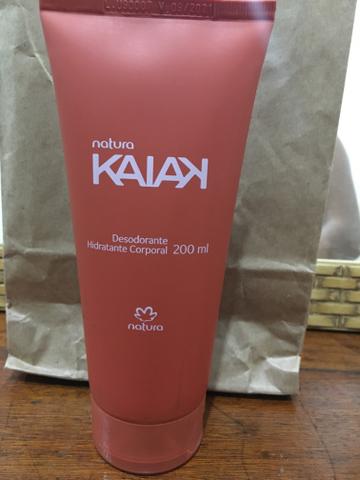 natura
KAIAK
Desodorante
Hidratante Corporal 200 ml
natura